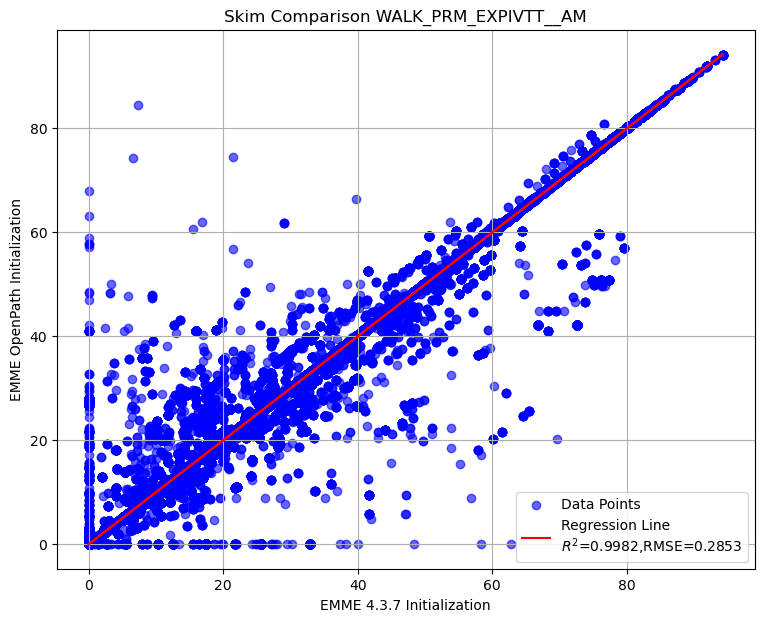 Skim Comparison WALK_PRM_EXPIVTT__AM
EMME OpenPath Initialization
80
60
40
20
0
0 20 40 60 80
EMME 4.3.7 Initialization
Data Points
Regression Line
R²=0.9982,RMSE=0.2853